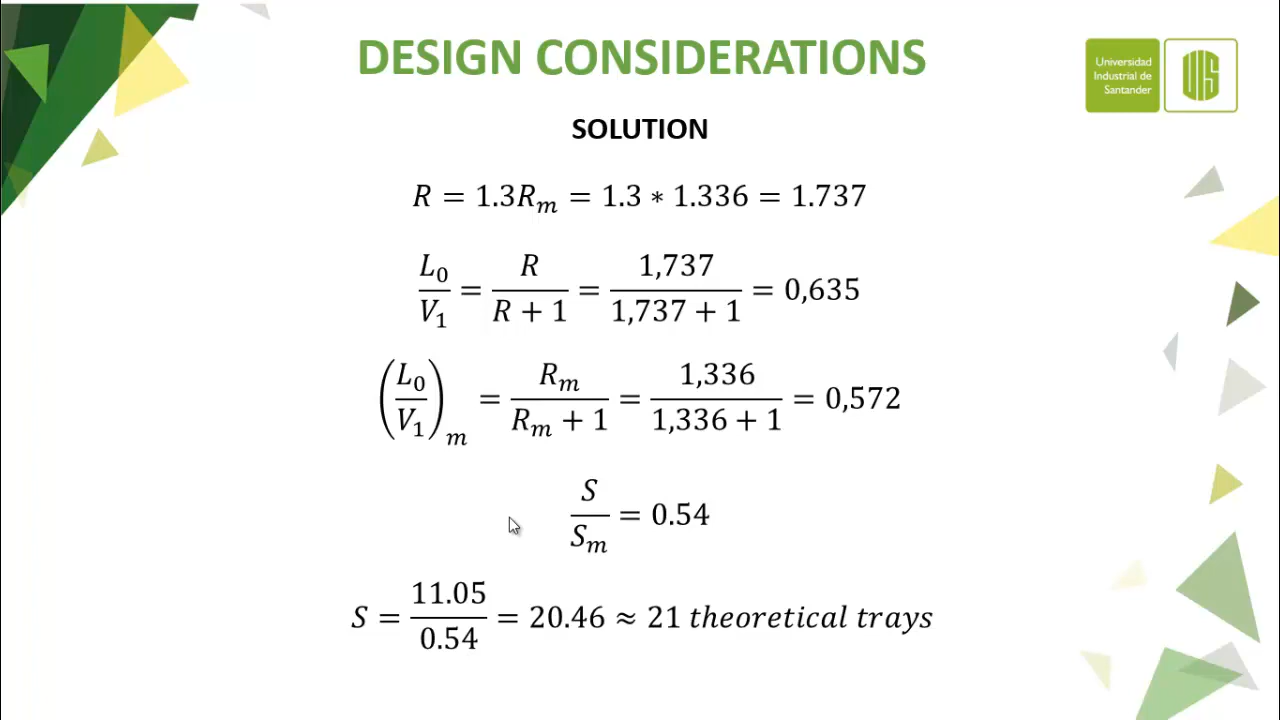 DESIGN CONSIDERATIONS
Universidad
Industrial de
Santander
UIS
SOLUTION
R = 1.3R_m = 1.3 * 1.336 = 1.737
L_0/V_1 = R/(R + 1) = 1,737/(1,737 + 1) = 0,635
(L_0/V_1)_m = R_m/(R_m + 1) = 1,336/(1,336 + 1) = 0,572
S/S_m = 0.54
S = 11.05/0.54 = 20.46 ≈ 21 theoretical trays